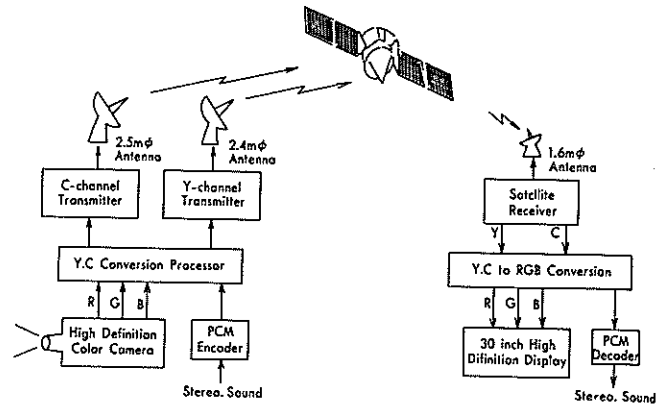 2.5mφ
Antenna
2.4mφ
Antenna
1.6mφ
Antenna
C-channel
Transmitter
Y-channel
Transmitter
Satellite
Receiver
Y
C
Y.C Conversion Processor
Y.C to RGB Conversion
R
G
B
R
G
B
High Definition
Color Camera
PCM
Encoder
30 inch High
Difinition Display
PCM
Decoder
Stereo. Sound
Stereo. Sound